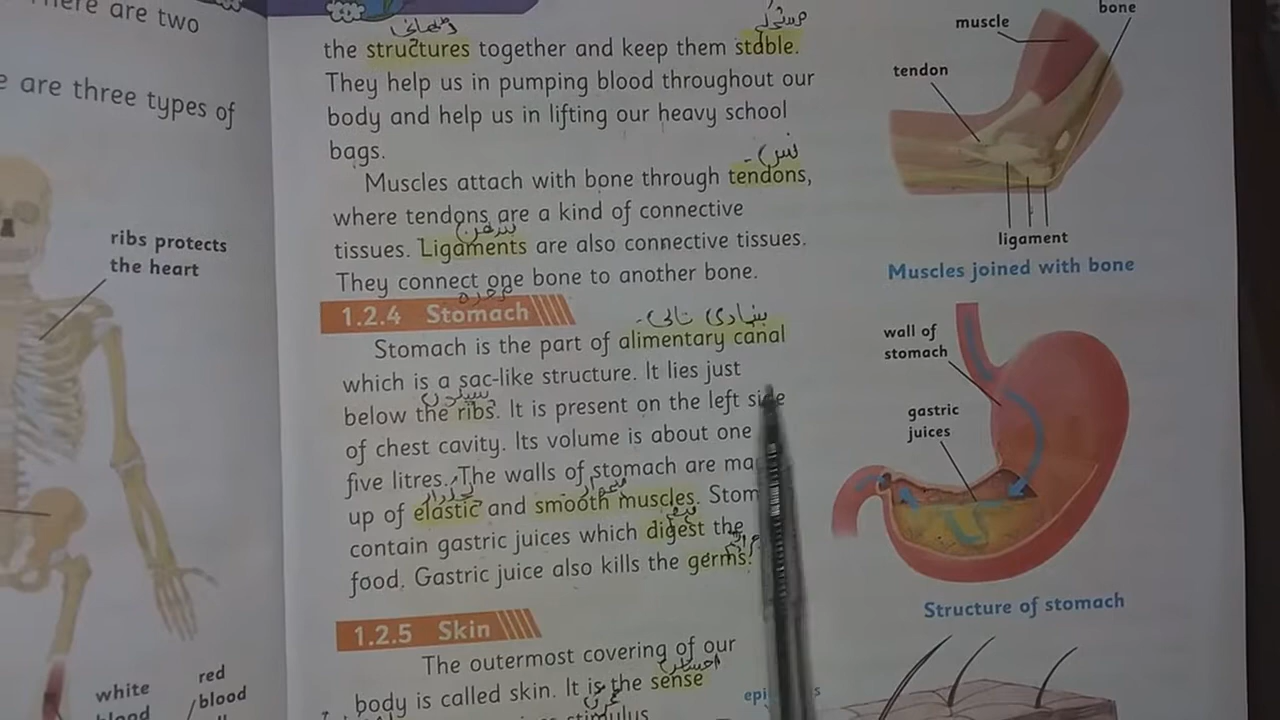 here are two
e are three types of
ribs protects
the heart
white
blood
red
blood
the structures together and keep them stable.
They help us in pumping blood throughout our
body and help us in lifting our heavy school
bags.
Muscles attach with bone through tendons,
where tendons are a kind of connective
tissues. Ligaments are also connective tissues.
They connect one bone to another bone.
1.2.4 Stomach
بنیادی نالی
Stomach is the part of alimentary canal
which is a sac-like structure. It lies just
below the ribs. It is present on the left side
of chest cavity. Its volume is about one
five litres. The walls of stomach are ma
up of elastic and smooth muscles. Stom
contain gastric juices which digest the
food. Gastric juice also kills the germs.
1.2.5 Skin
The outermost covering of our
body is called skin. It is the sense
stimulus
muscle
bone
tendon
ligament
Muscles joined with bone
wall of
stomach
gastric
juices
Structure of stomach
epi
s